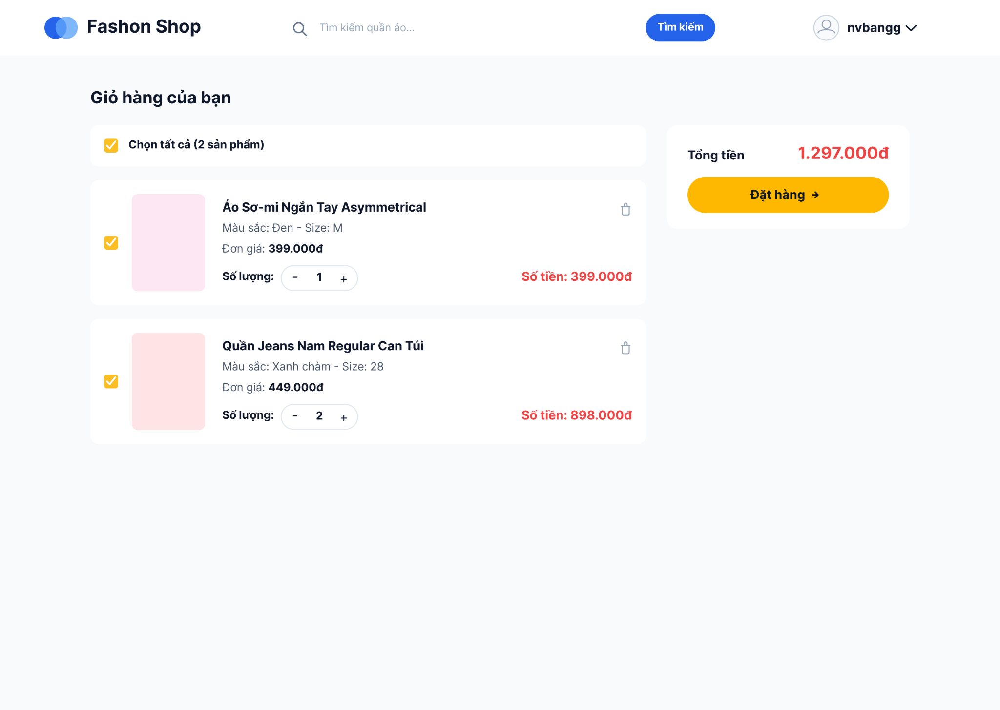 Fashon Shop
Tìm kiếm quần áo...
Tìm kiếm
nvbangg
Giỏ hàng của bạn
Chọn tất cả (2 sản phẩm)
Áo Sơ-mi Ngắn Tay Asymmetrical
Màu sắc: Đen - Size: M
Đơn giá: 399.000đ
Số lượng: - 1 +
Số tiền: 399.000đ
Quần Jeans Nam Regular Can Túi
Màu sắc: Xanh chàm - Size: 28
Đơn giá: 449.000đ
Số lượng: - 2 +
Số tiền: 898.000đ
Tổng tiền 1.297.000đ
Đặt hàng →